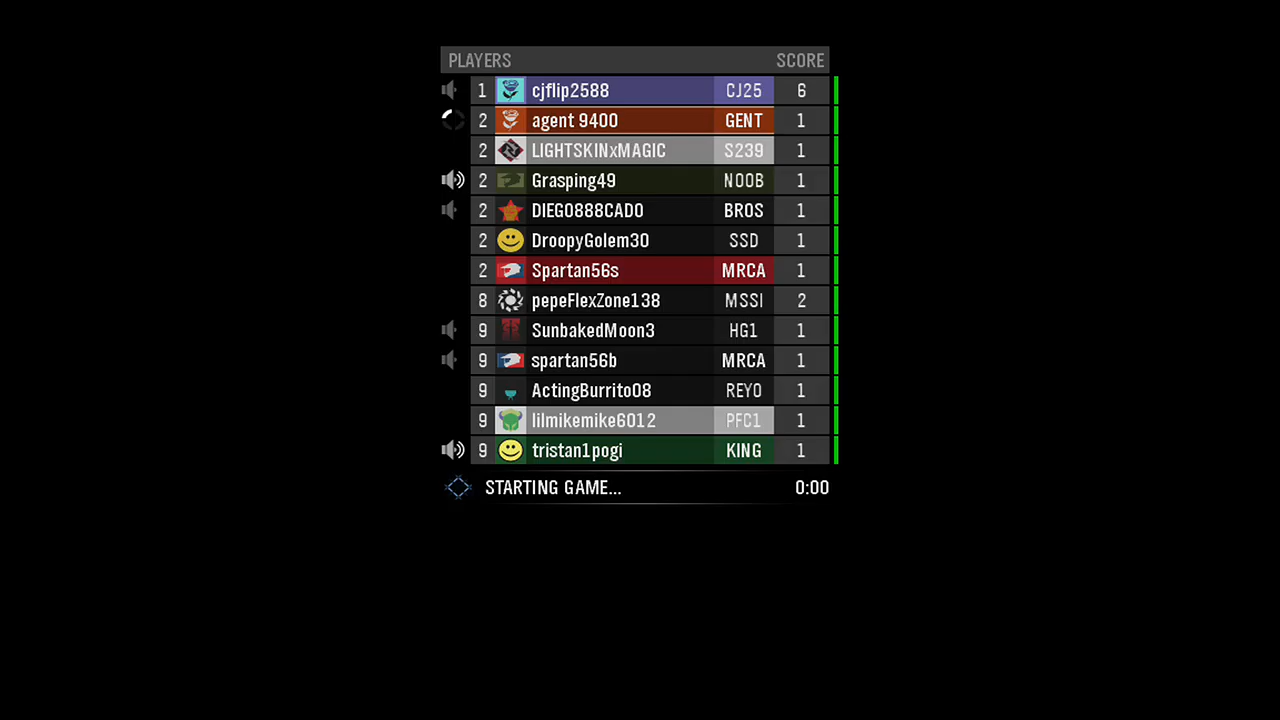 PLAYERS SCORE
1 cjflip2588 CJ25 6
2 agent 9400 GENT 1
2 LIGHTSKINxMAGIC S239 1
2 Grasping49 NOOB 1
2 DIEGO888CADO BROS 1
2 DroopyGolem30 SSD 1
2 Spartan56s MRCA 1
8 pepeFlexZone138 MSSI 2
9 SunbakedMoon3 HG1 1
9 spartan56b MRCA 1
9 ActingBurrito08 REYO 1
9 lilmikemike6012 PFC1 1
9 tristan1pogi KING 1
STARTING GAME... 0:00